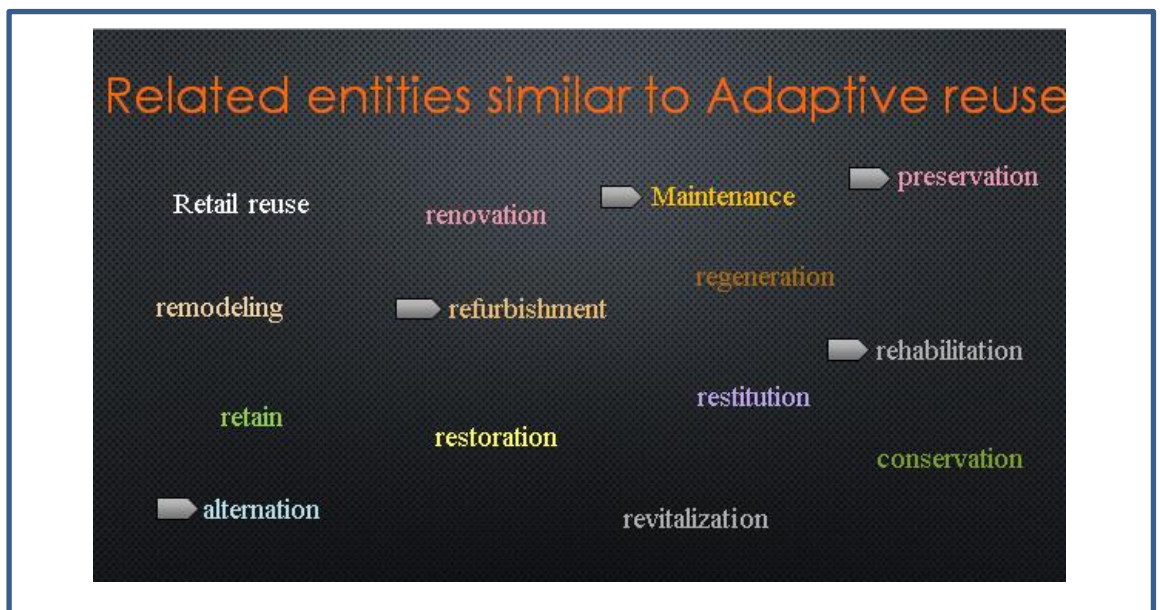 Related entities similar to Adaptive reuse
Retail reuse
renovation
Maintenance
preservation
remodeling
refurbishment
regeneration
rehabilitation
retain
restoration
restitution
conservation
alternation
revitalization